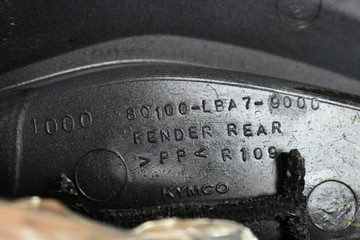 1000 80100-LBA7-9000
FENDER REAR
>PP< R109
KYMCO